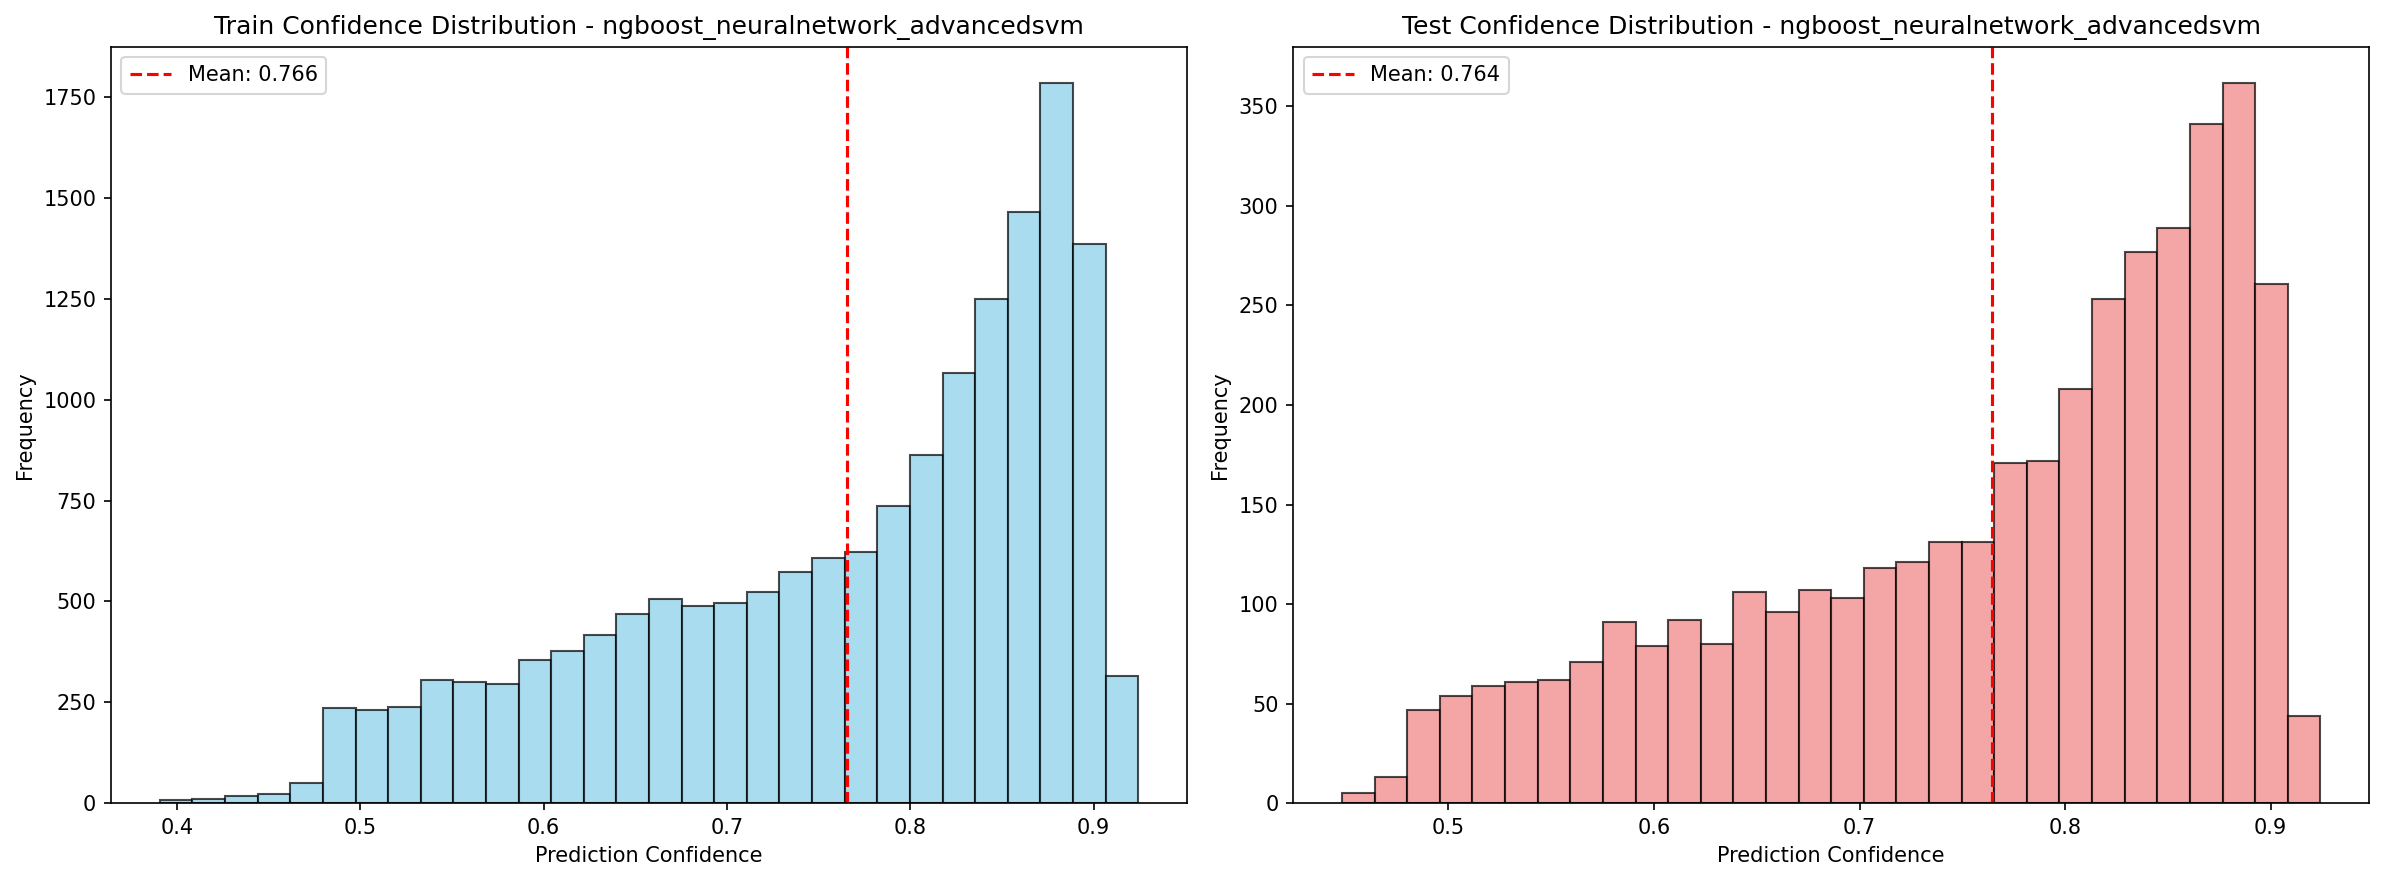 Train Confidence Distribution - ngboost_neuralnetwork_advancedsvm
Mean: 0.766
Frequency
1750
1500
1250
1000
750
500
250
0
0.4 0.5 0.6 0.7 0.8 0.9
Prediction Confidence
Test Confidence Distribution - ngboost_neuralnetwork_advancedsvm
Mean: 0.764
Frequency
350
300
250
200
150
100
50
0
0.5 0.6 0.7 0.8 0.9
Prediction Confidence